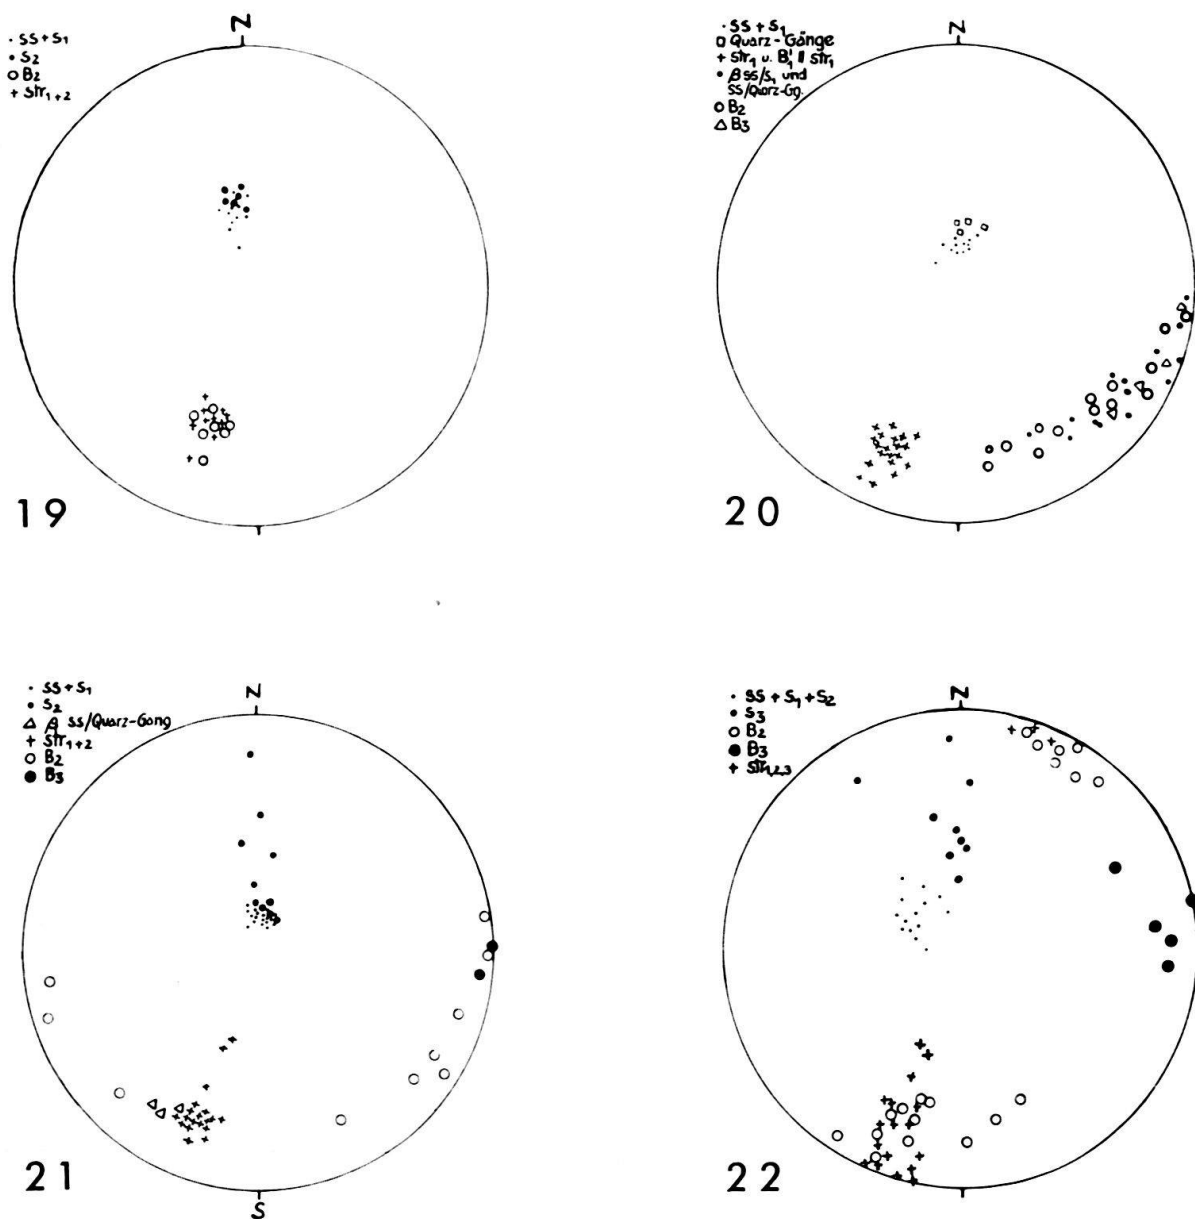 N
· SS + S₁
• S₂
○ B₂
+ Str₁₊₂
19
N
· SS + S₁
□ Quarz-Gänge
+ Str₁ u. B₁' ∥ str₁
• β SS/S₁ und
SS/Quarz-Gg.
○ B₂
△ B₃
20
N
· SS + S₁
• S₂
△ β SS/Quarz-Gang
+ Str₁₊₂
○ B₂
● B₃
21
S
N
· SS + S₁ + S₂
• S₃
○ B₂
● B₃
+ Str₁,₂,₃
22